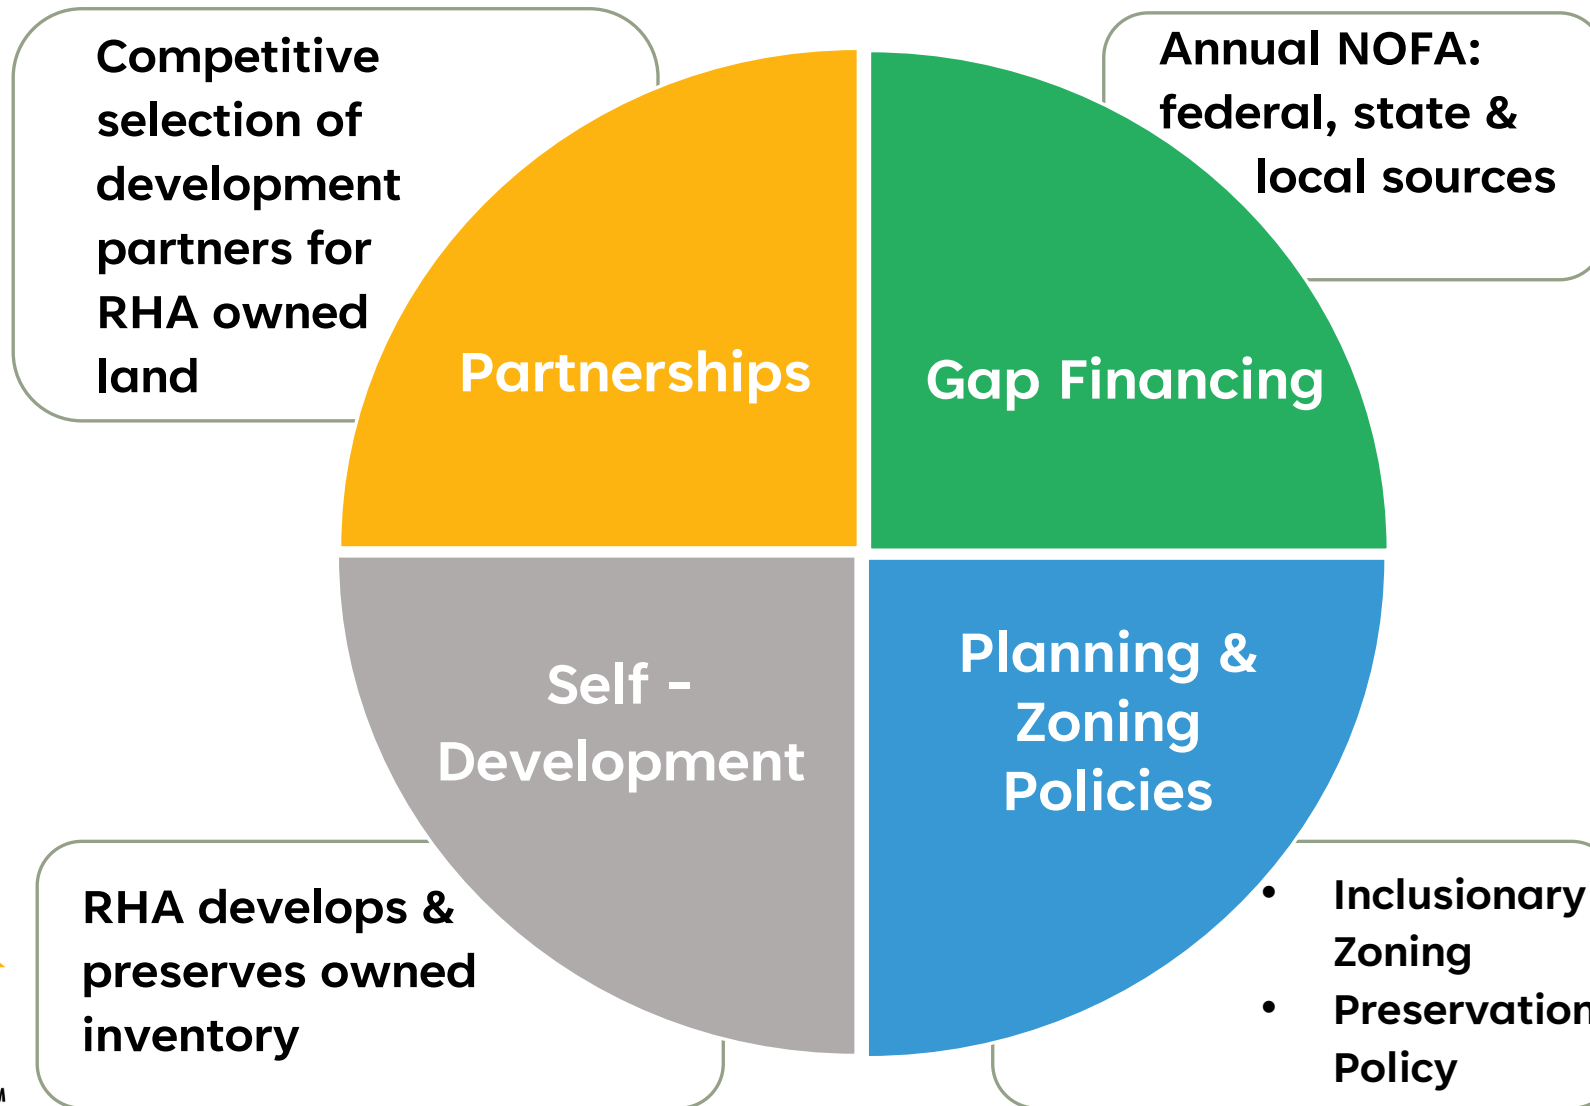 Competitive
selection of
development
partners for
RHA owned
land
Annual NOFA:
federal, state &
local sources
Partnerships
Gap Financing
Self -
Development
Planning &
Zoning
Policies
RHA develops &
preserves owned
inventory
• Inclusionary
Zoning
• Preservation
Policy